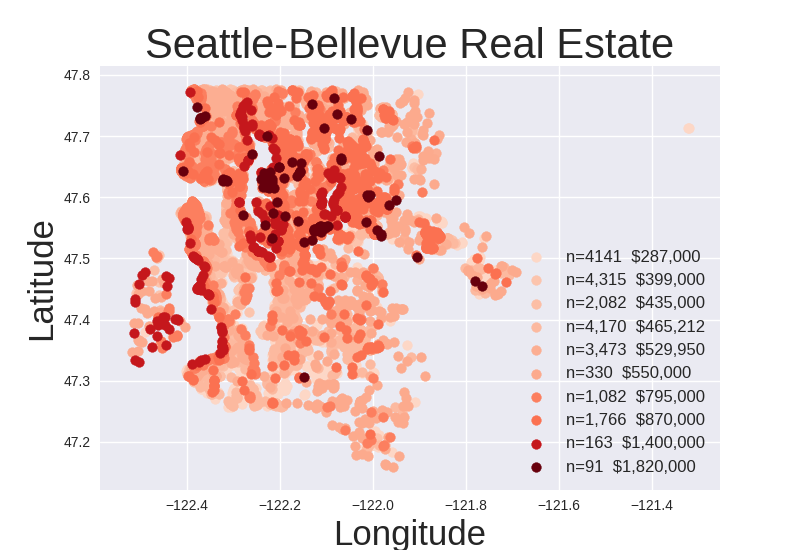 Seattle-Bellevue Real Estate
Latitude
47.8
47.7
47.6
47.5
47.4
47.3
47.2
n=4141 $287,000
n=4,315 $399,000
n=2,082 $435,000
n=4,170 $465,212
n=3,473 $529,950
n=330 $550,000
n=1,082 $795,000
n=1,766 $870,000
n=163 $1,400,000
n=91 $1,820,000
−122.4 −122.2 −122.0 −121.8 −121.6 −121.4
Longitude